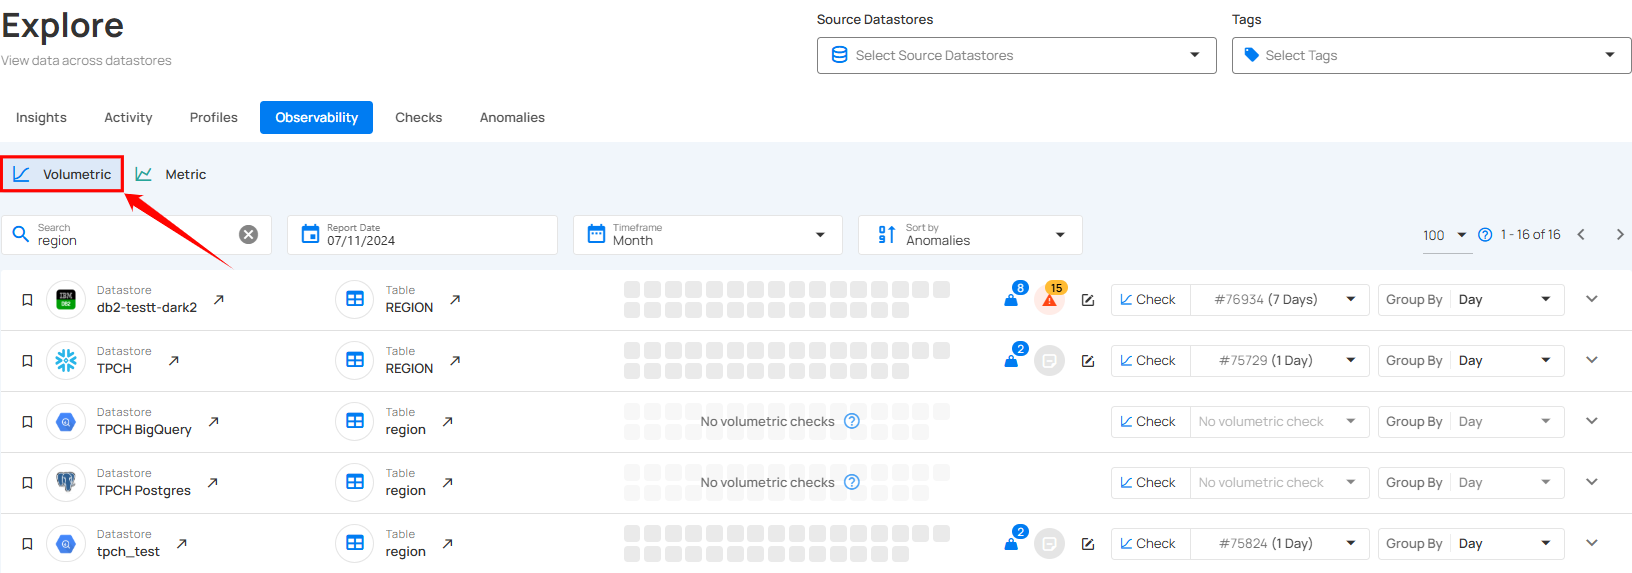 Explore
View data across datastores
Source Datastores
Select Source Datastores
Tags
Select Tags
Insights Activity Profiles Observability Checks Anomalies
Volumetric Metric
Search
region
Report Date
07/11/2024
Timeframe
Month
Sort by
Anomalies
100 1 - 16 of 16
Datastore
db2-testt-dark2
Table
REGION
8
15
Check #76934 (7 Days) Group By Day
Datastore
TPCH
Table
REGION
2
Check #75729 (1 Day) Group By Day
Datastore
TPCH BigQuery
Table
region
No volumetric checks
Check No volumetric check Group By Day
Datastore
TPCH Postgres
Table
region
No volumetric checks
Check No volumetric check Group By Day
Datastore
tpch_test
Table
region
2
Check #75824 (1 Day) Group By Day